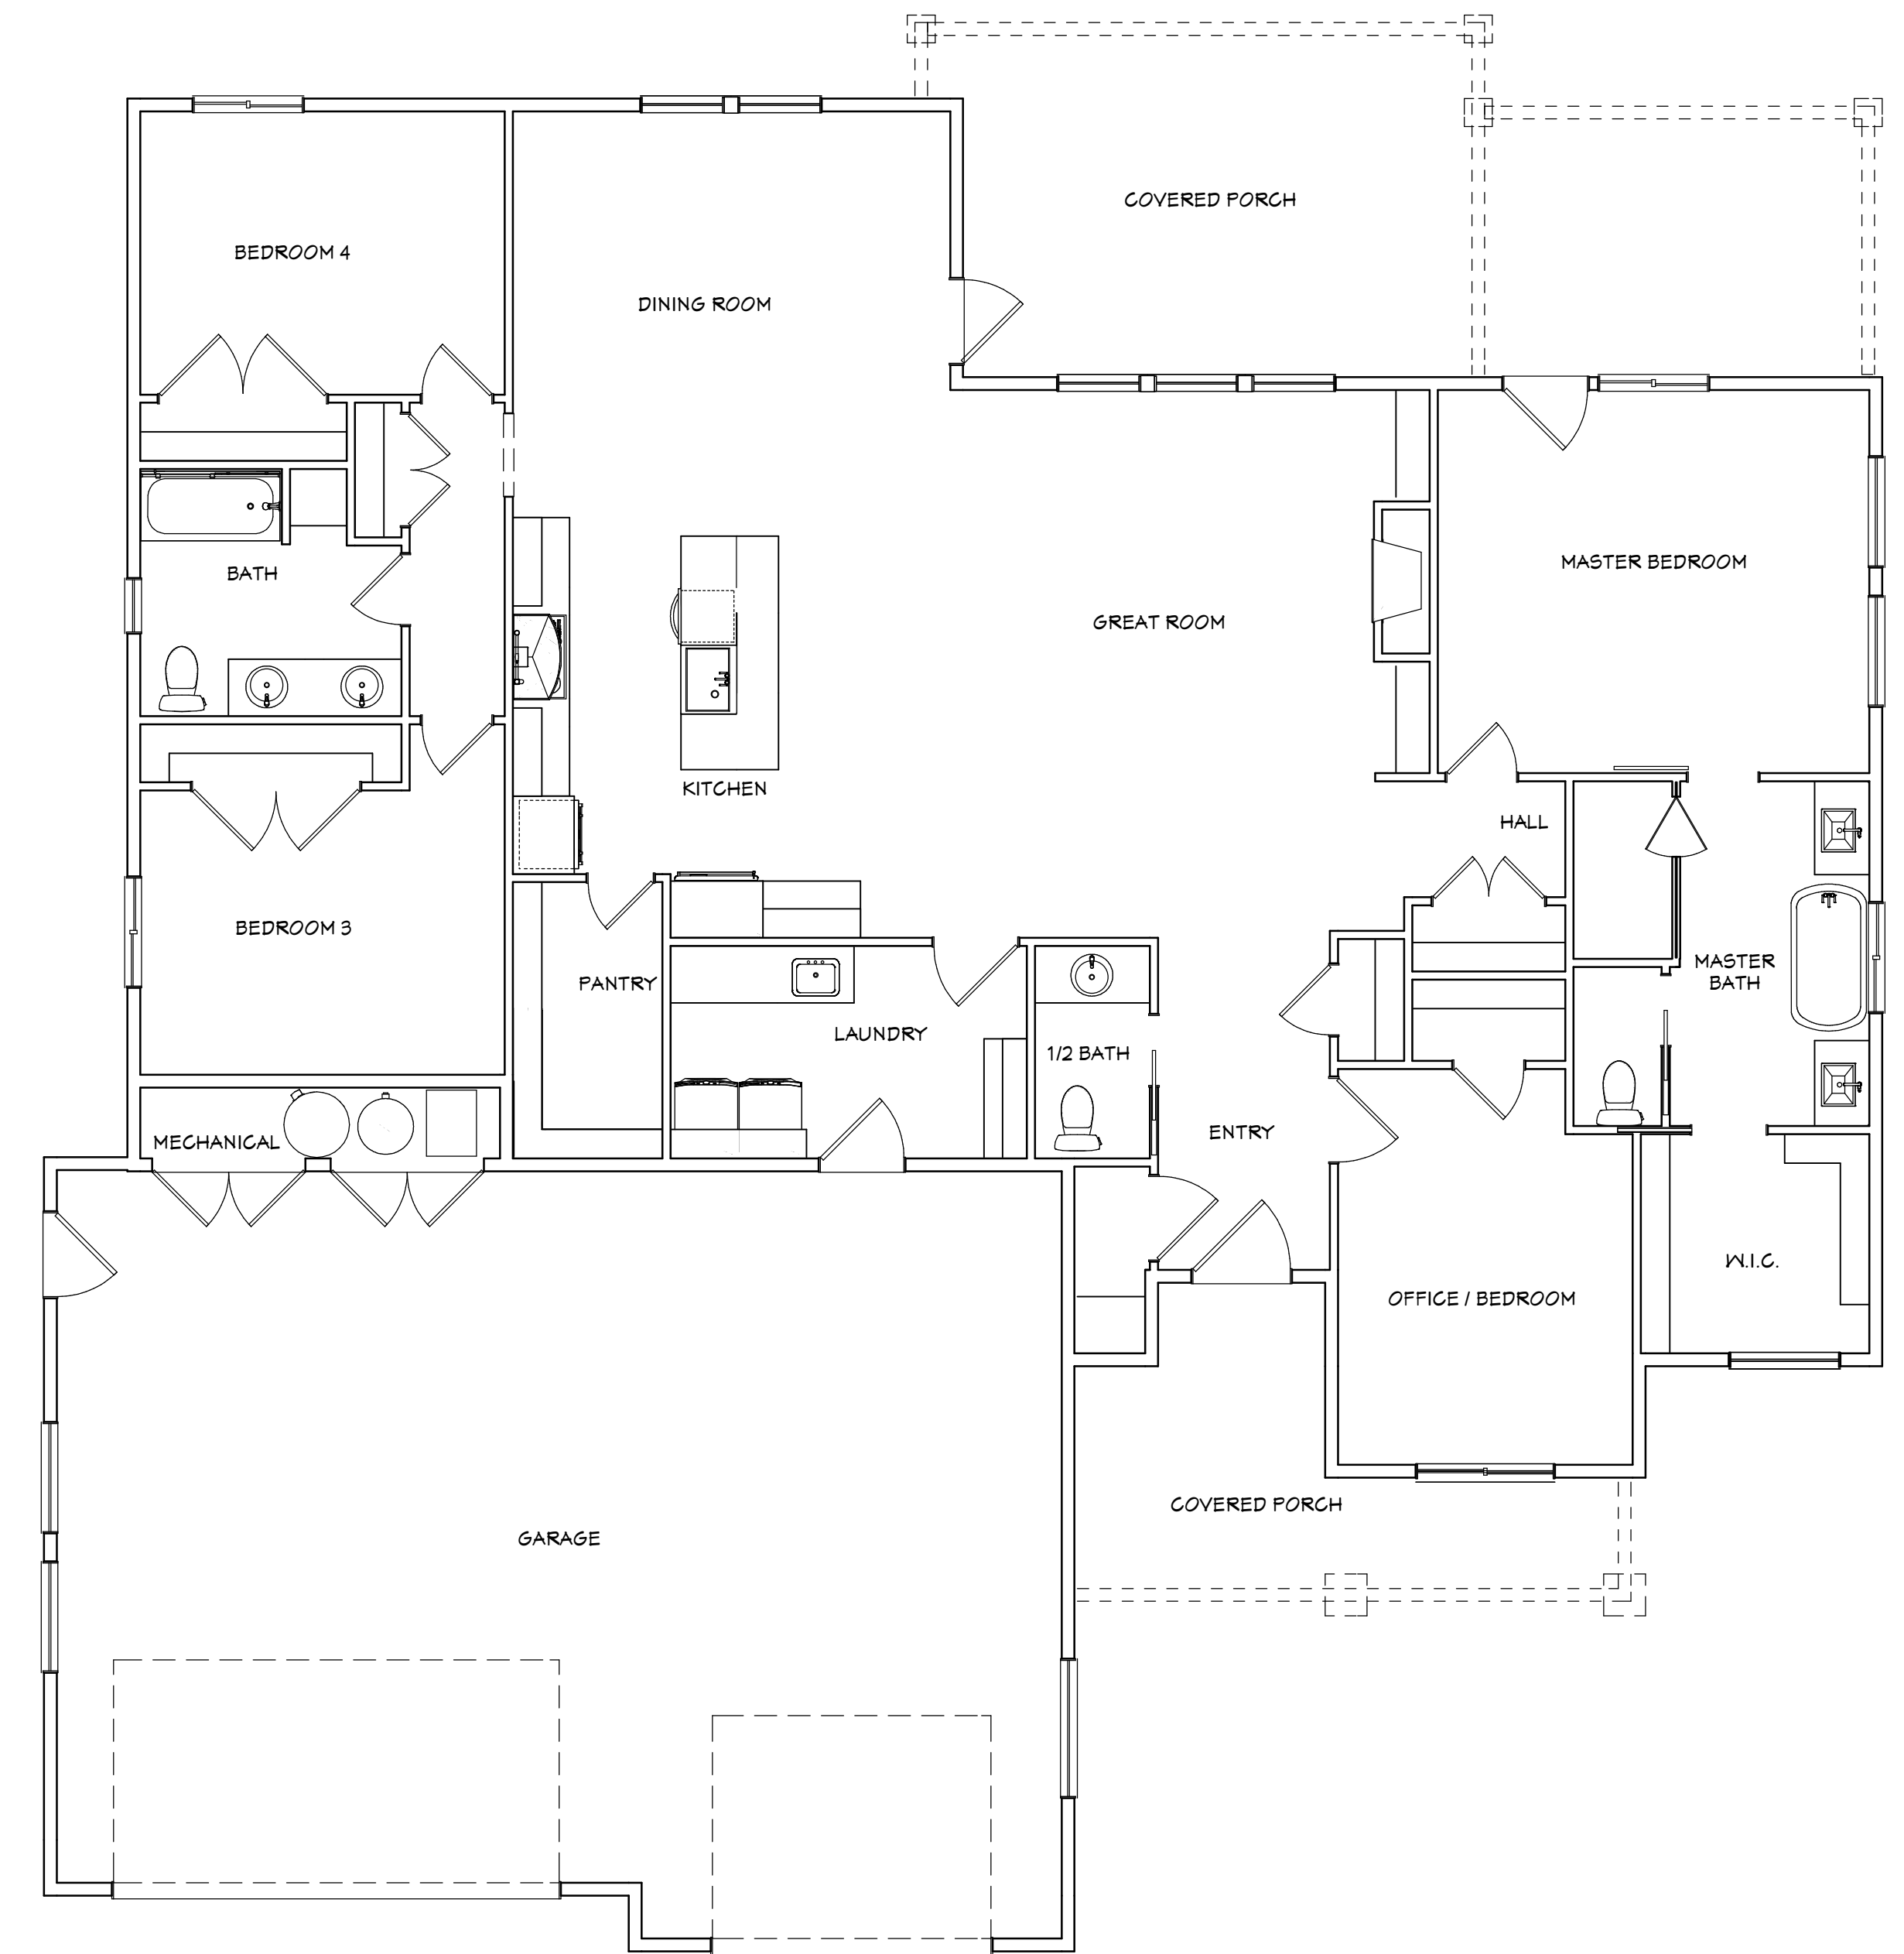 COVERED PORCH
BEDROOM 4
DINING ROOM
MASTER BEDROOM
BATH
GREAT ROOM
KITCHEN
HALL
BEDROOM 3
MASTER
BATH
PANTRY
LAUNDRY
1/2 BATH
ENTRY
MECHANICAL
W.I.C.
OFFICE / BEDROOM
COVERED PORCH
GARAGE